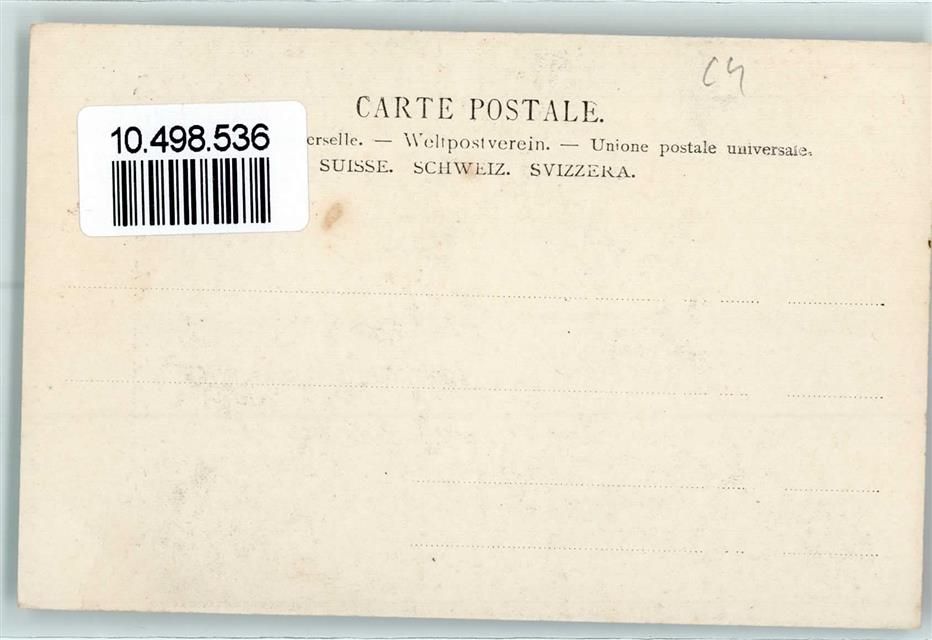 C4
CARTE POSTALE.
10.498.536
erselle. — Weltpostverein. — Unione postale universale.
SUISSE. SCHWEIZ. SVIZZERA.